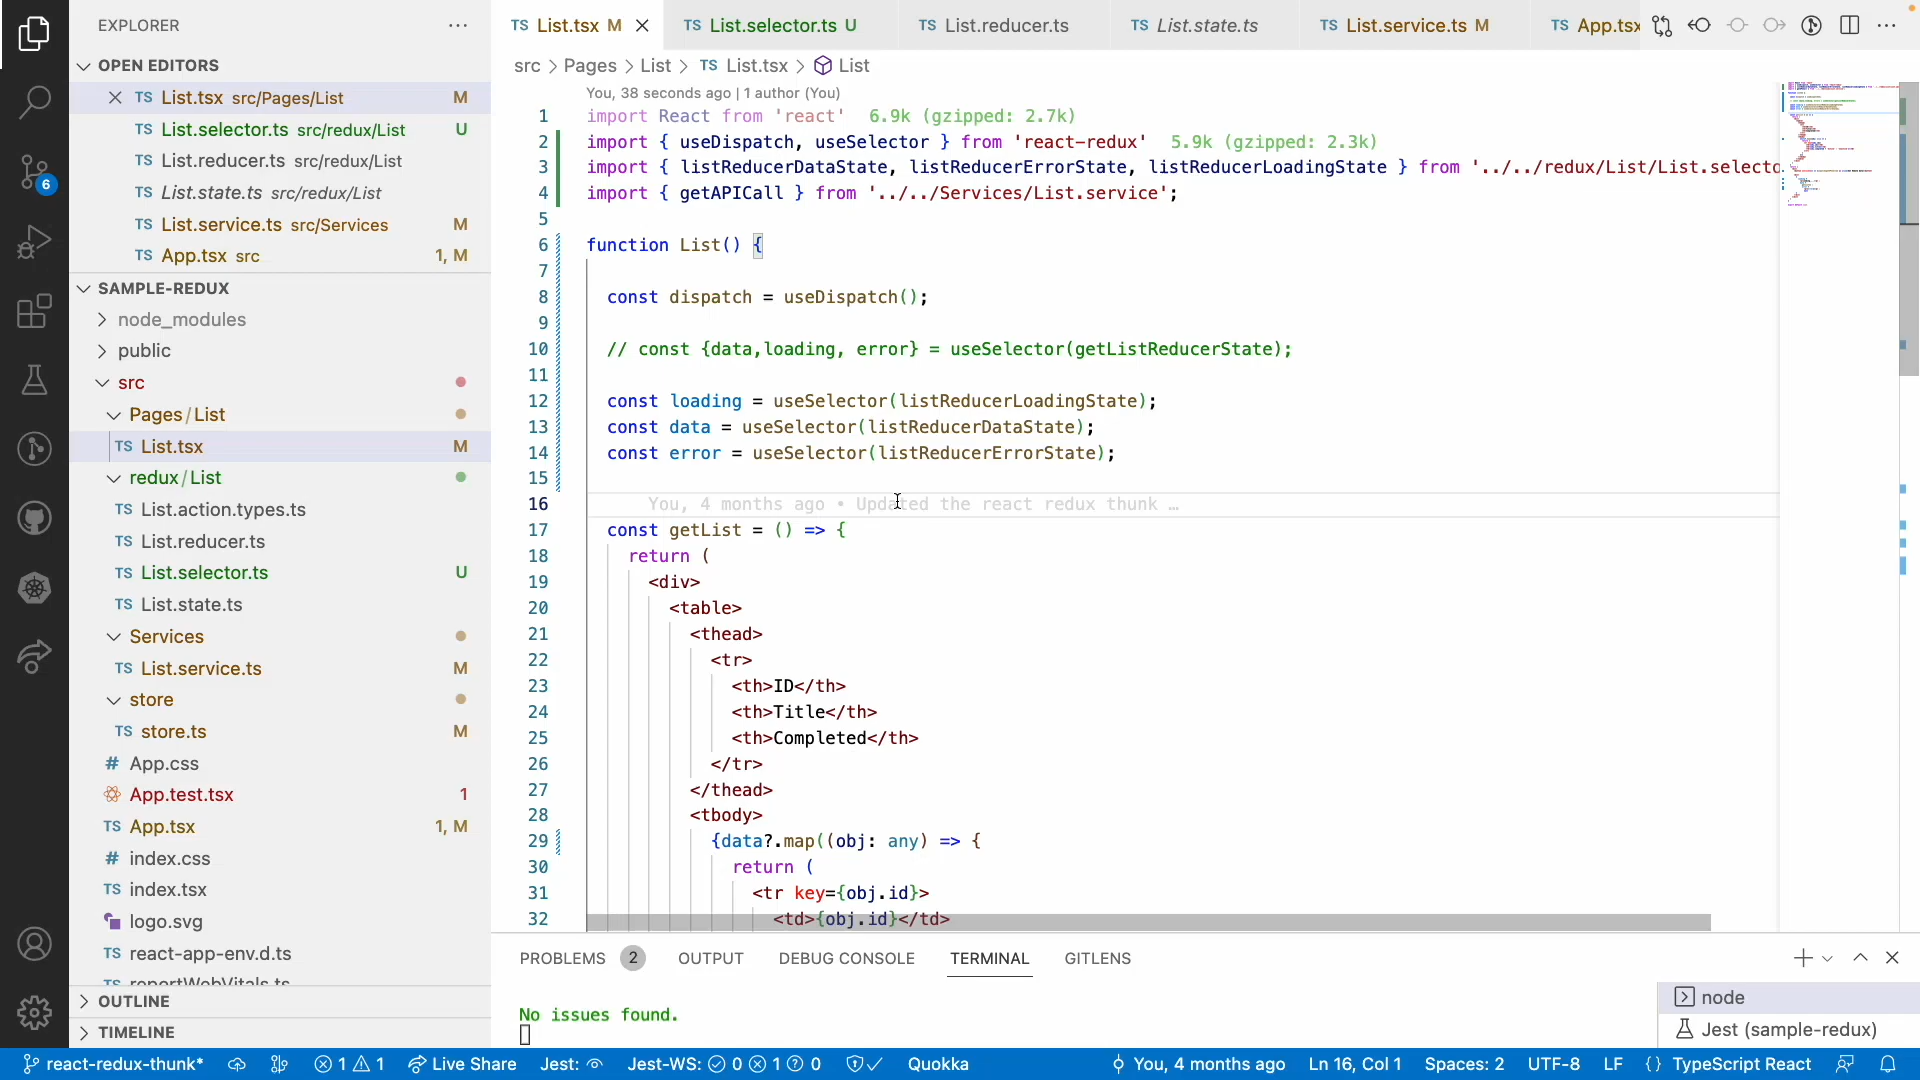 EXPLORER
OPEN EDITORS
TS List.tsx src/Pages/List M
TS List.selector.ts src/redux/List U
TS List.reducer.ts src/redux/List
TS List.state.ts src/redux/List
TS List.service.ts src/Services M
TS App.tsx src 1, M
SAMPLE-REDUX
node_modules
public
src
Pages/List
TS List.tsx M
redux/List
TS List.action.types.ts
TS List.reducer.ts
TS List.selector.ts U
TS List.state.ts
Services
TS List.service.ts M
store
TS store.ts M
# App.css
App.test.tsx 1
TS App.tsx 1, M
# index.css
TS index.tsx
logo.svg
TS react-app-env.d.ts
TS reportWebVitals.ts
OUTLINE
TIMELINE
6
TS List.tsx M
TS List.selector.ts U
TS List.reducer.ts
TS List.state.ts
TS List.service.ts M
TS App.tsx
src > Pages > List > TS List.tsx > List
You, 38 seconds ago | 1 author (You)
1 import React from 'react' 6.9k (gzipped: 2.7k)
2 import { useDispatch, useSelector } from 'react-redux' 5.9k (gzipped: 2.3k)
3 import { listReducerDataState, listReducerErrorState, listReducerLoadingState } from '../../redux/List/List.selecto
4 import { getAPICall } from '../../Services/List.service';
5
6 function List() {
7
8 const dispatch = useDispatch();
9
10 // const {data,loading, error} = useSelector(getListReducerState);
11
12 const loading = useSelector(listReducerLoadingState);
13 const data = useSelector(listReducerDataState);
14 const error = useSelector(listReducerErrorState);
15
16 You, 4 months ago • Updated the react redux thunk …
17 const getList = () => {
18 return (
19 <div>
20 <table>
21 <thead>
22 <tr>
23 <th>ID</th>
24 <th>Title</th>
25 <th>Completed</th>
26 </tr>
27 </thead>
28 <tbody>
29 {data?.map((obj: any) => {
30 return (
31 <tr key={obj.id}>
32 <td>{obj.id}</td>
PROBLEMS 2 OUTPUT DEBUG CONSOLE TERMINAL GITLENS
No issues found.
node
Jest (sample-redux)
react-redux-thunk* 1 1 Live Share Jest: Jest-WS: 0 1 0 Quokka You, 4 months ago Ln 16, Col 1 Spaces: 2 UTF-8 LF {} TypeScript React